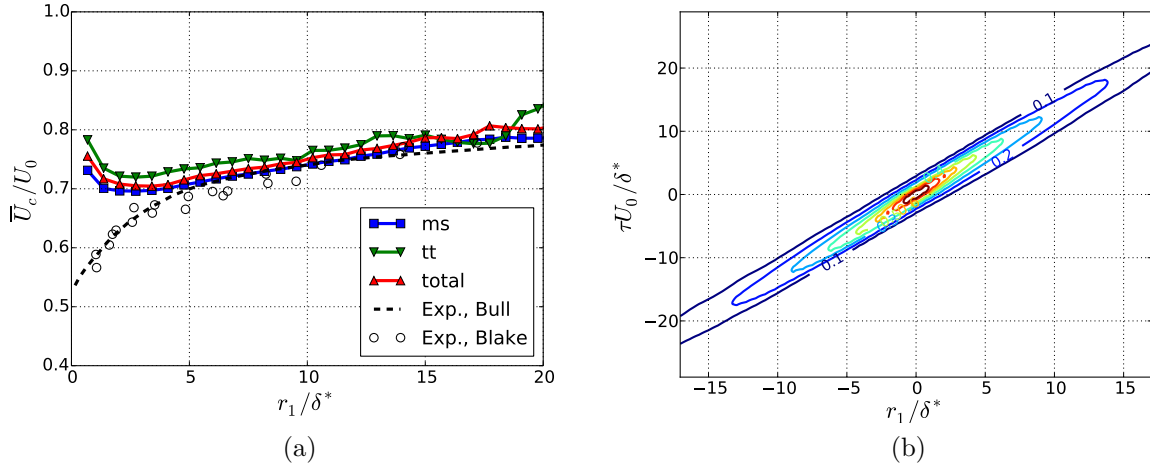 1.0
0.9
0.8
0.7
0.6
0.5
0.4
U̅_c/U_0
0 5 10 15 20
r_1/δ*
ms
tt
total
Exp., Bull
Exp., Blake
(a)
20
10
0
−10
−20
τU_0/δ*
−15 −10 −5 0 5 10 15
r_1/δ*
0.1
0.2
0.1
(b)